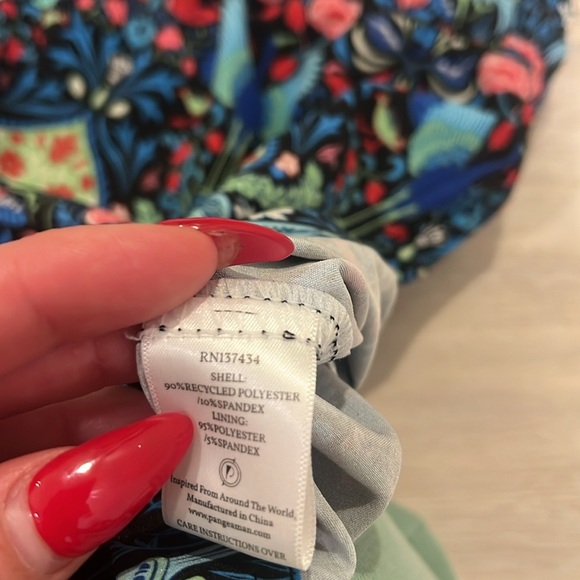 RN137434
SHELL:
90%RECYCLED POLYESTER
/10%SPANDEX
LINING:
95%POLYESTER
/5%SPANDEX
P
Inspired From Around The World
Manufactured in China
www.pangeaman.com
CARE INSTRUCTIONS OVER